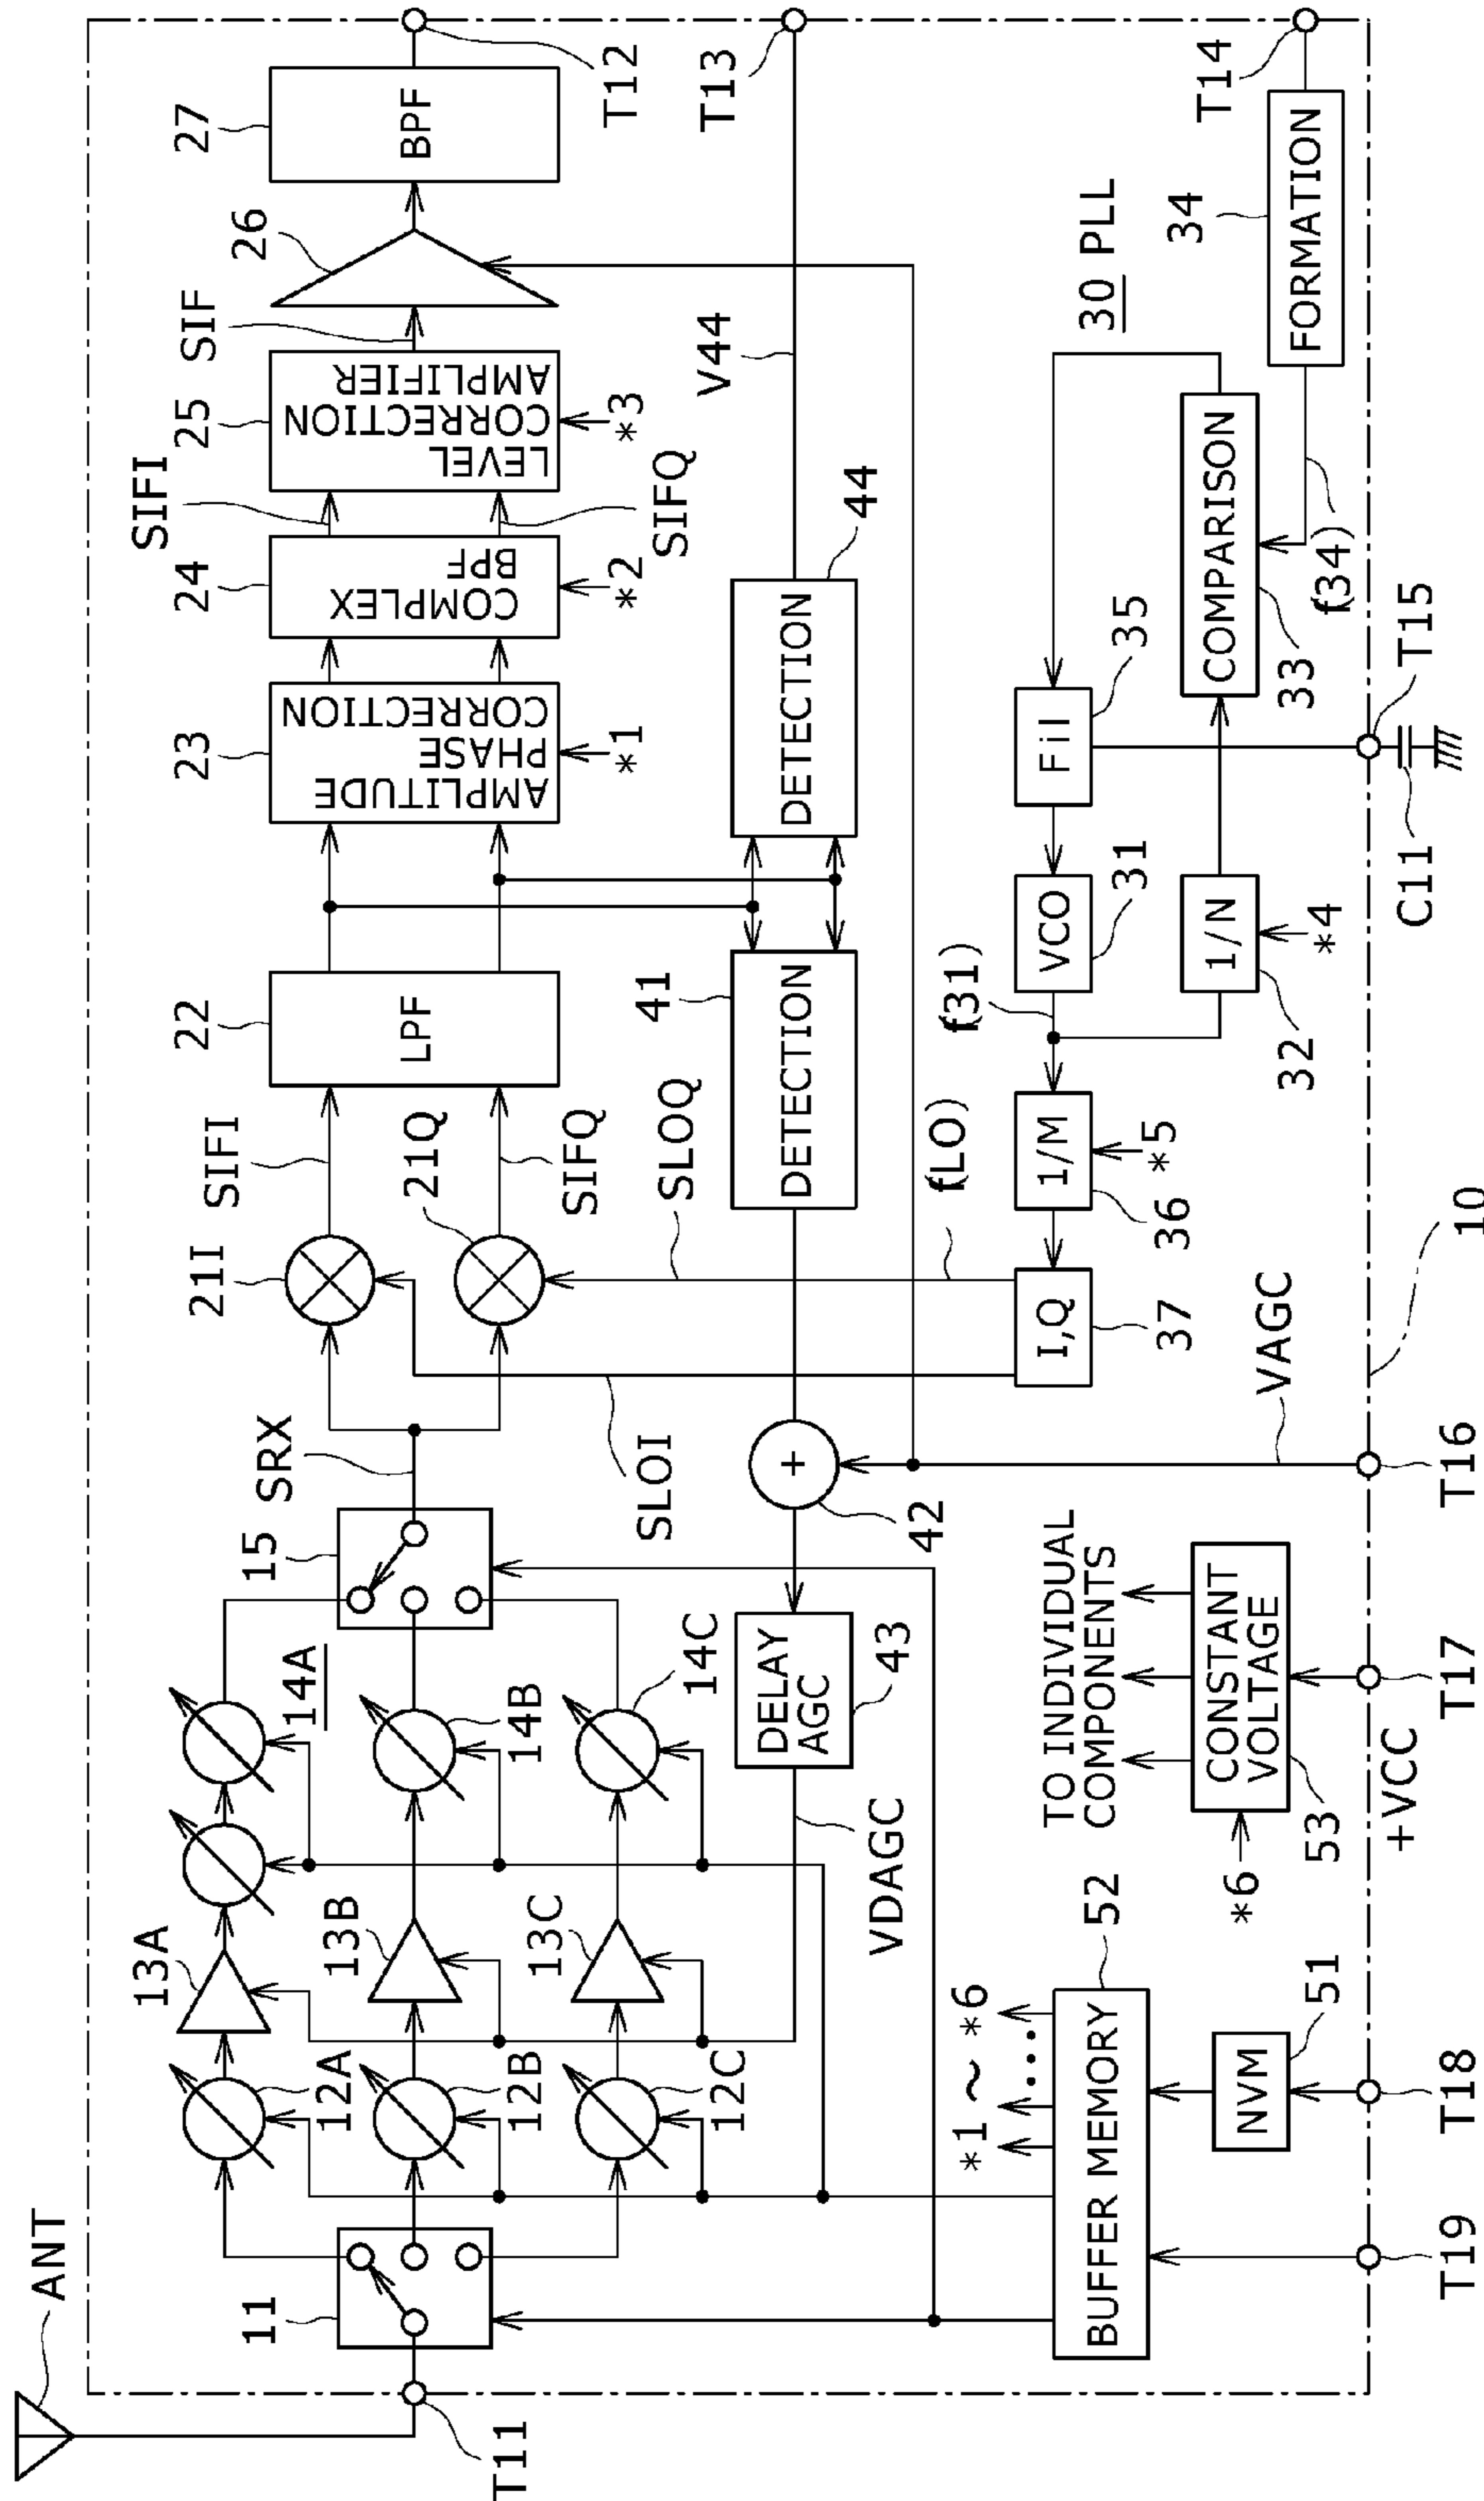 ANT
T11
11
12A
12B
12C
13A
13B
13C
14A
14B
14C
15
SRX
21I
21Q
SIFI
SIFQ
22
LPF
23
AMPLITUDE
PHASE
CORRECTION
*1
24
COMPLEX
BPF
*2
SIFI
SIFQ
25
LEVEL
CORRECTION
AMPLIFIER
*3
SIF
26
27
BPF
T12
T13
V44
44
DETECTION
41
DETECTION
SLOQ
SLOI
42
+
43
DELAY
AGC
VDAGC
(fLO)
(f31)
30 PLL
31
VCO
32
1/N
*4
33
COMPARISON
34
FORMATION
(f34)
T14
35
Fil
T15
C11
36
1/M
*5
37
I,Q
VAGC
10
T16
T17
+VCC
TO INDIVIDUAL
COMPONENTS
53
CONSTANT
VOLTAGE
*6
52
BUFFER MEMORY
*1 ~ *6
51
NVM
T18
T19